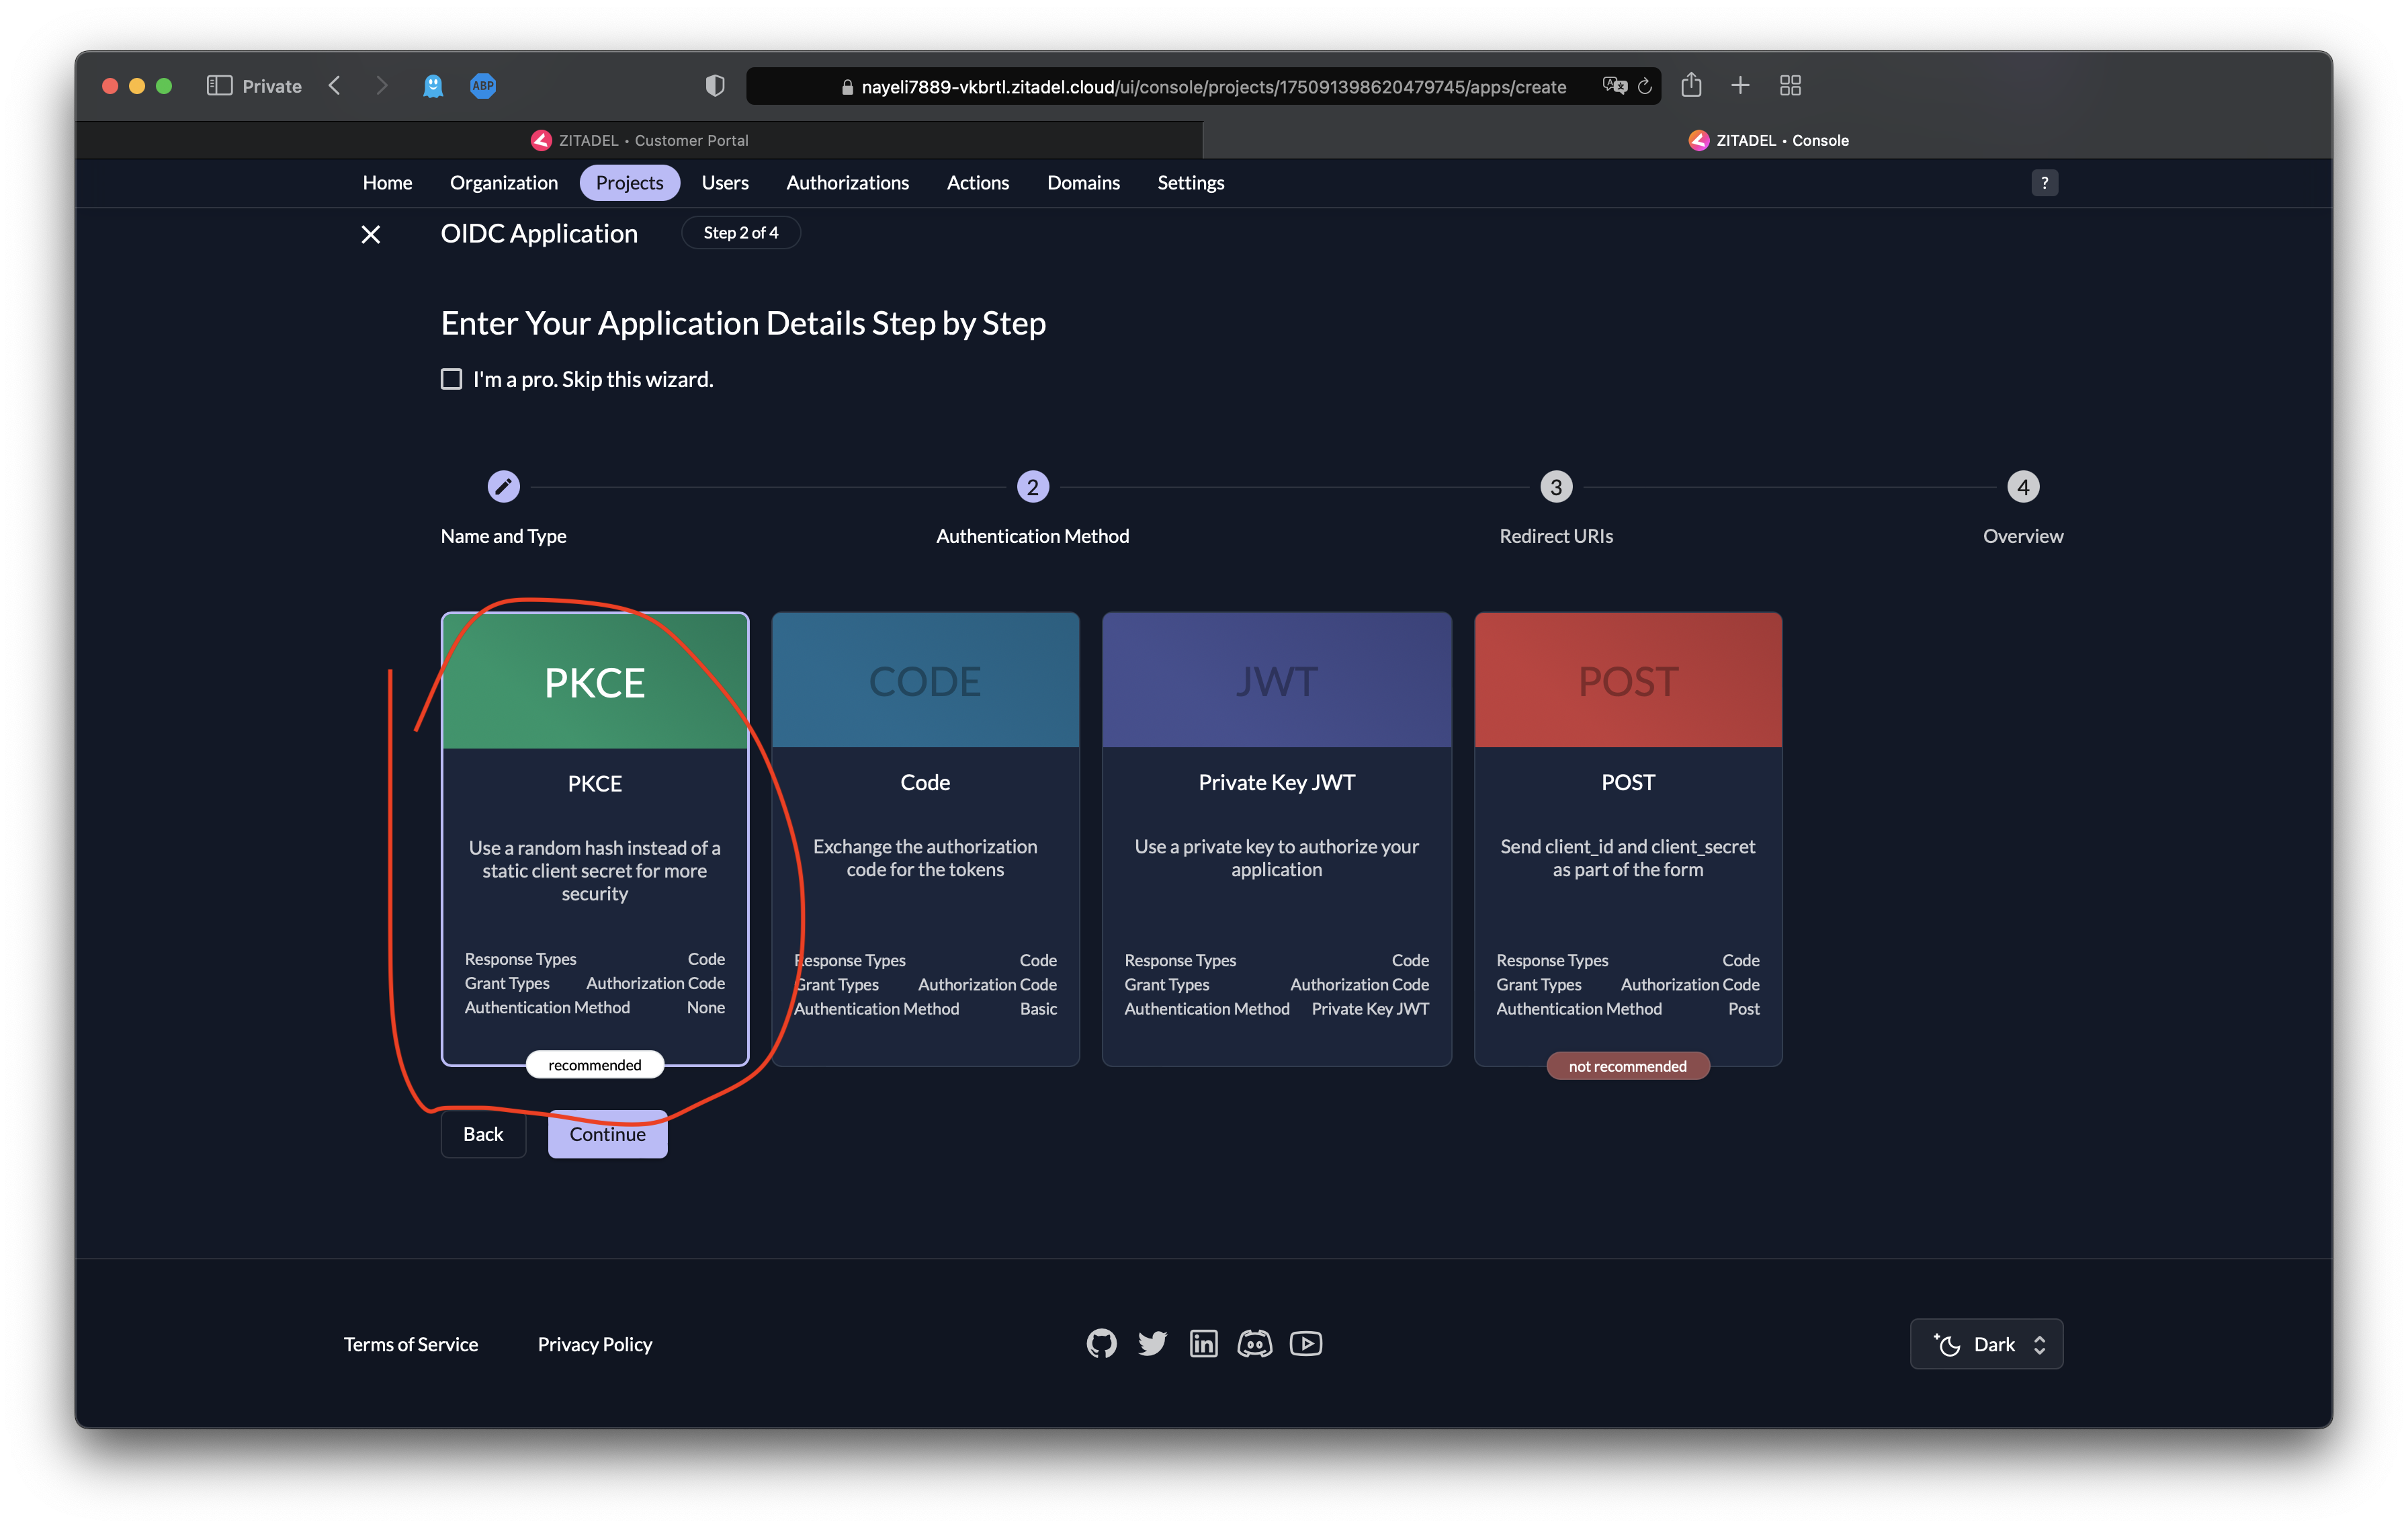 Private
ABP
nayeli7889-vkbrtl.zitadel.cloud/ui/console/projects/175091398620479745/apps/create
ZITADEL • Customer Portal
ZITADEL • Console
Home Organization Projects Users Authorizations Actions Domains Settings ?
OIDC Application Step 2 of 4
Enter Your Application Details Step by Step
I'm a pro. Skip this wizard.
2 3 4
Name and Type Authentication Method Redirect URIs Overview
PKCE
PKCE
Use a random hash instead of a
static client secret for more
security
Response Types Code
Grant Types Authorization Code
Authentication Method None
recommended
CODE
Code
Exchange the authorization
code for the tokens
Response Types Code
Grant Types Authorization Code
Authentication Method Basic
JWT
Private Key JWT
Use a private key to authorize your
application
Response Types Code
Grant Types Authorization Code
Authentication Method Private Key JWT
POST
POST
Send client_id and client_secret
as part of the form
Response Types Code
Grant Types Authorization Code
Authentication Method Post
not recommended
Back Continue
Terms of Service Privacy Policy
in
Dark